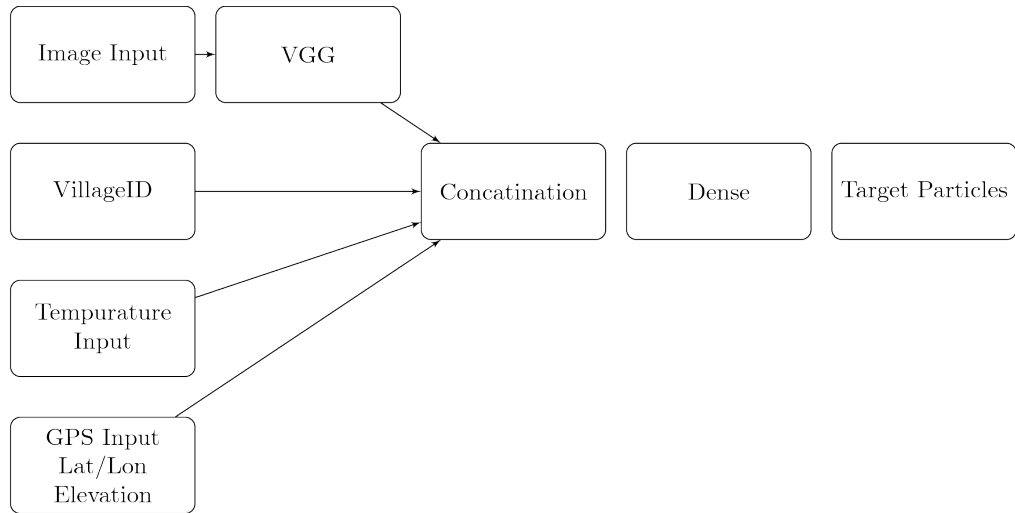 Image Input
VGG
VillageID
Concatination
Dense
Target Particles
Tempurature
Input
GPS Input
Lat/Lon
Elevation